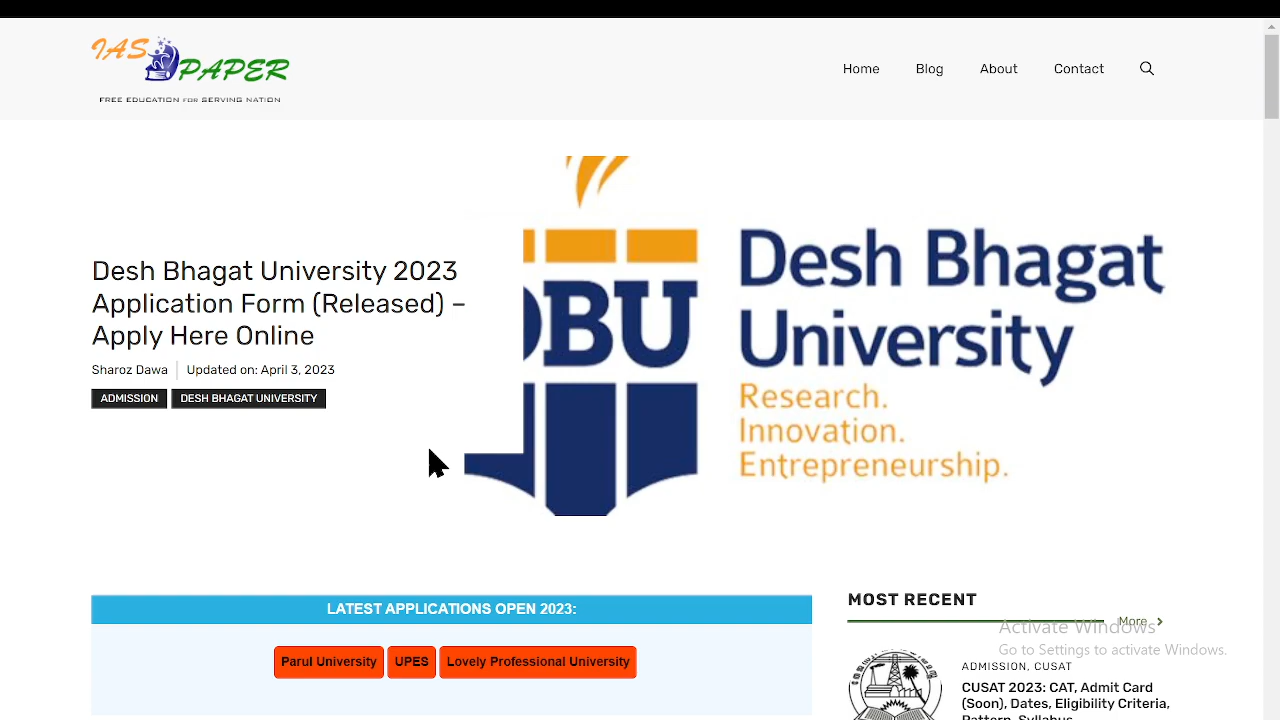 IAS PAPER
FREE EDUCATION FOR SERVING NATION
Home Blog About Contact
Desh Bhagat University 2023
Application Form (Released) –
Apply Here Online
Sharoz Dawa Updated on: April 3, 2023
ADMISSION DESH BHAGAT UNIVERSITY
DBU
Desh Bhagat
University
Research.
Innovation.
Entrepreneurship.
LATEST APPLICATIONS OPEN 2023:
Parul University UPES Lovely Professional University
MOST RECENT
More
Activate Windows
Go to Settings to activate Windows.
ADMISSION, CUSAT
CUSAT 2023: CAT, Admit Card
(Soon), Dates, Eligibility Criteria,
Pattern, Syllabus